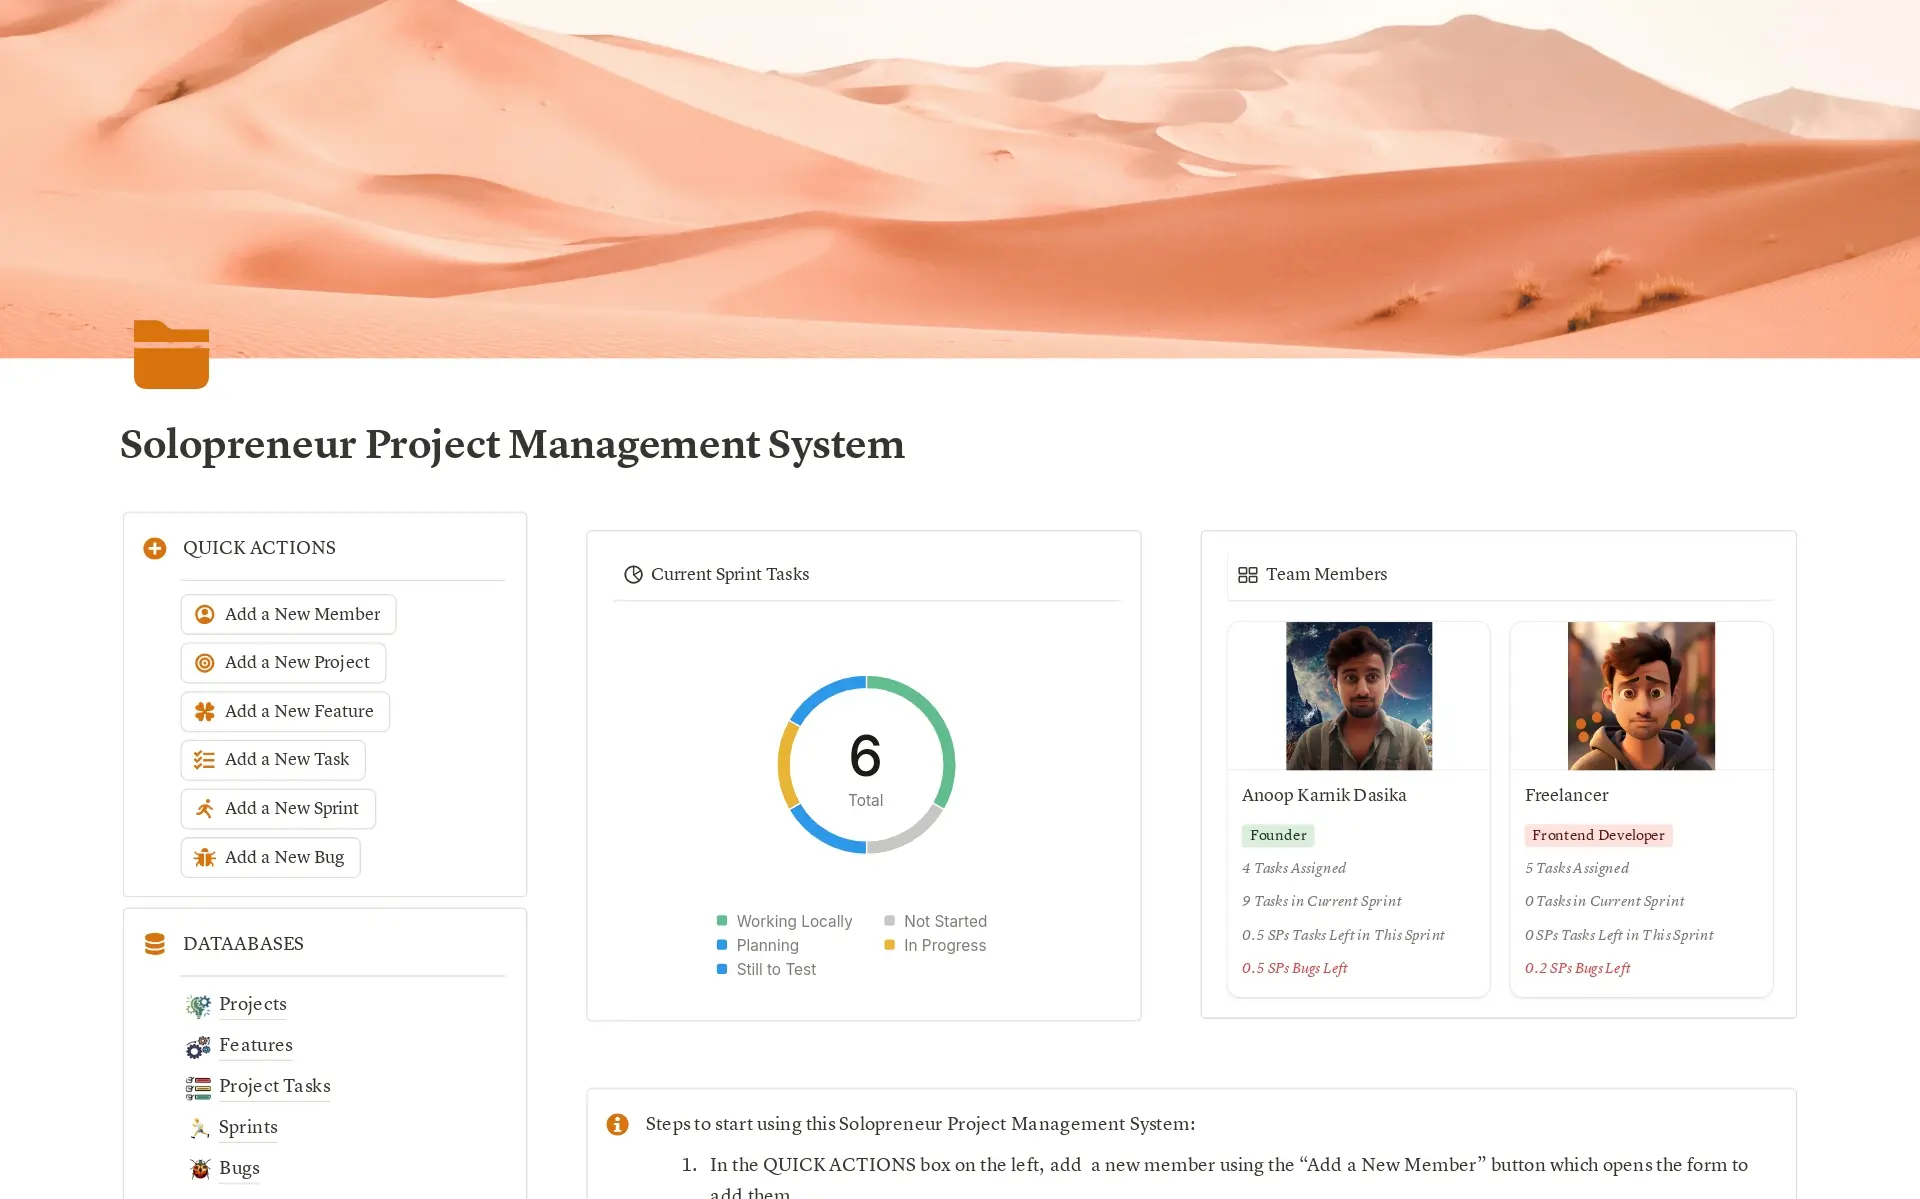 Solopreneur Project Management System
QUICK ACTIONS
Add a New Member
Add a New Project
Add a New Feature
Add a New Task
Add a New Sprint
Add a New Bug
DATAABASES
Projects
Features
Project Tasks
Sprints
Bugs
Current Sprint Tasks
6
Total
Working Locally
Not Started
Planning
In Progress
Still to Test
Team Members
Anoop Karnik Dasika
Founder
4 Tasks Assigned
9 Tasks in Current Sprint
0.5 SPs Tasks Left in This Sprint
0.5 SPs Bugs Left
Freelancer
Frontend Developer
5 Tasks Assigned
0 Tasks in Current Sprint
0 SPs Tasks Left in This Sprint
0.2 SPs Bugs Left
Steps to start using this Solopreneur Project Management System:
1. In the QUICK ACTIONS box on the left, add a new member using the “Add a New Member” button which opens the form to
add them